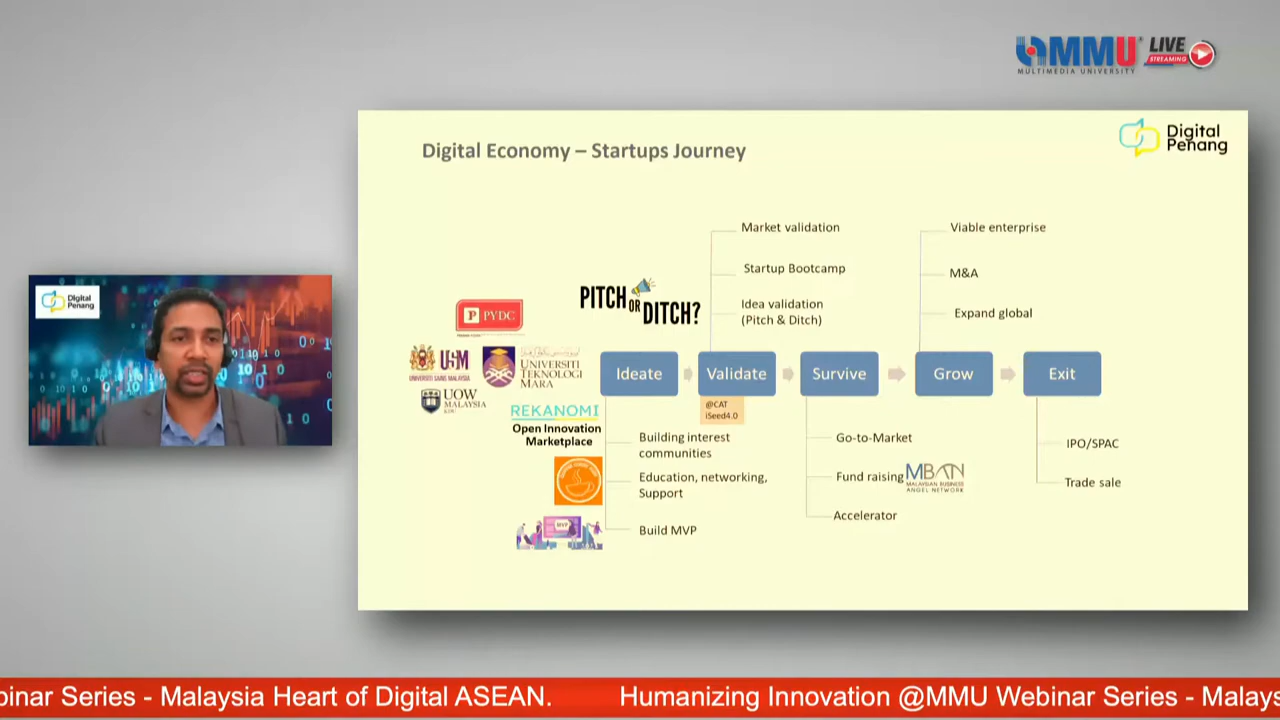 MMU
LIVE
STREAMING
MULTIMEDIA UNIVERSITY
Digital
Penang
Digital Economy – Startups Journey
Market validation
Startup Bootcamp
Idea validation
(Pitch & Ditch)
Viable enterprise
M&A
Expand global
PITCH OR DITCH?
P PYDC
USM
UNIVERSITI SAINS MALAYSIA
UNIVERSITI
TEKNOLOGI
MARA
UOW
MALAYSIA
Ideate
Validate
Survive
Grow
Exit
@CAT
iSeed4.0
REKANOMI
Open Innovation
Marketplace
Building interest
communities
Education, networking,
Support
Build MVP
MVP
Go-to-Market
Fund raising
MBAN
MALAYSIAN BUSINESS
ANGEL NETWORK
Accelerator
IPO/SPAC
Trade sale
Digital
Penang
binar Series - Malaysia Heart of Digital ASEAN. Humanizing Innovation @MMU Webinar Series - Malays